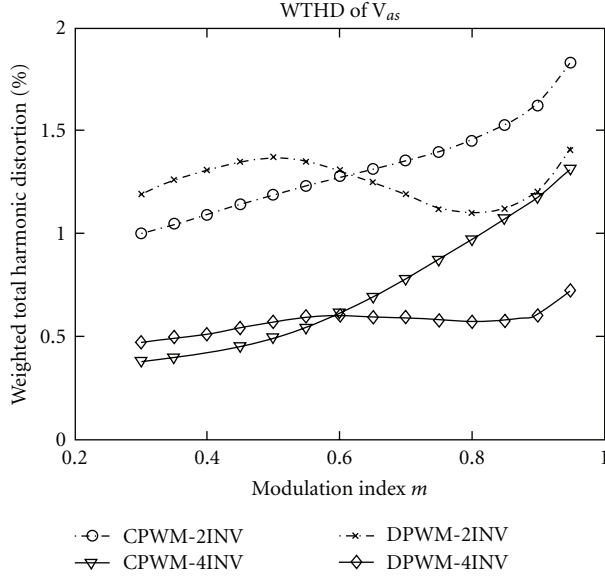 WTHD of Vas
2
1.5
1
0.5
0
0.2
0.4
0.6
0.8
1
Weighted total harmonic distortion (%)
Modulation index m
CPWM-2INV
DPWM-2INV
CPWM-4INV
DPWM-4INV